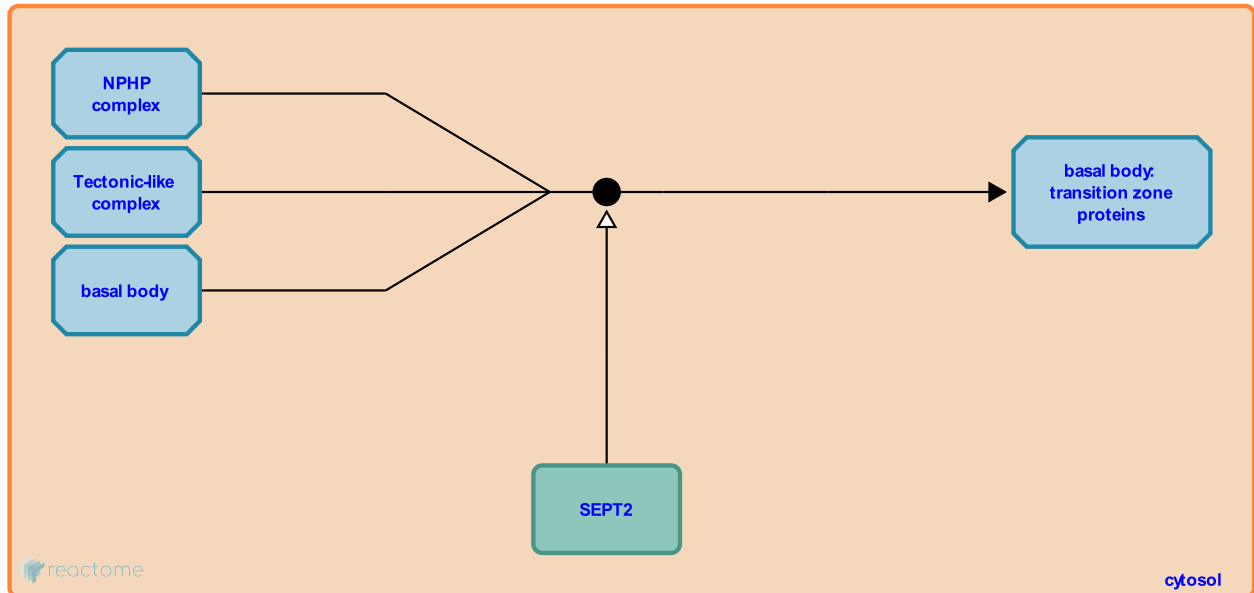 NPHP
complex
Tectonic-like
complex
basal body
basal body:
transition zone
proteins
SEPT2
reactome
cytosol